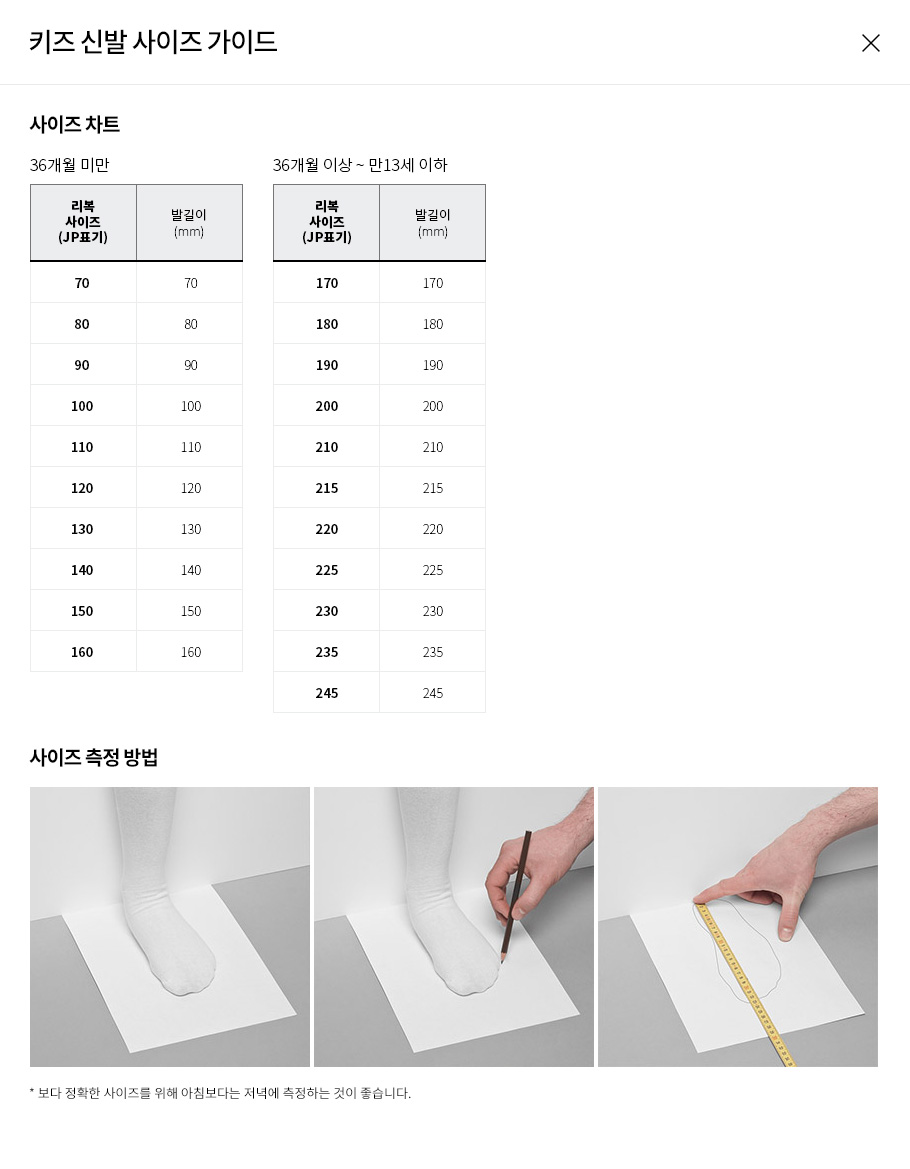 키즈 신발 사이즈 가이드
사이즈 차트
36개월 미만
리복
사이즈
(JP표기)
발길이
(mm)
70 70
80 80
90 90
100 100
110 110
120 120
130 130
140 140
150 150
160 160
36개월 이상 ~ 만13세 이하
리복
사이즈
(JP표기)
발길이
(mm)
170 170
180 180
190 190
200 200
210 210
215 215
220 220
225 225
230 230
235 235
245 245
사이즈 측정 방법
* 보다 정확한 사이즈를 위해 아침보다는 저녁에 측정하는 것이 좋습니다.